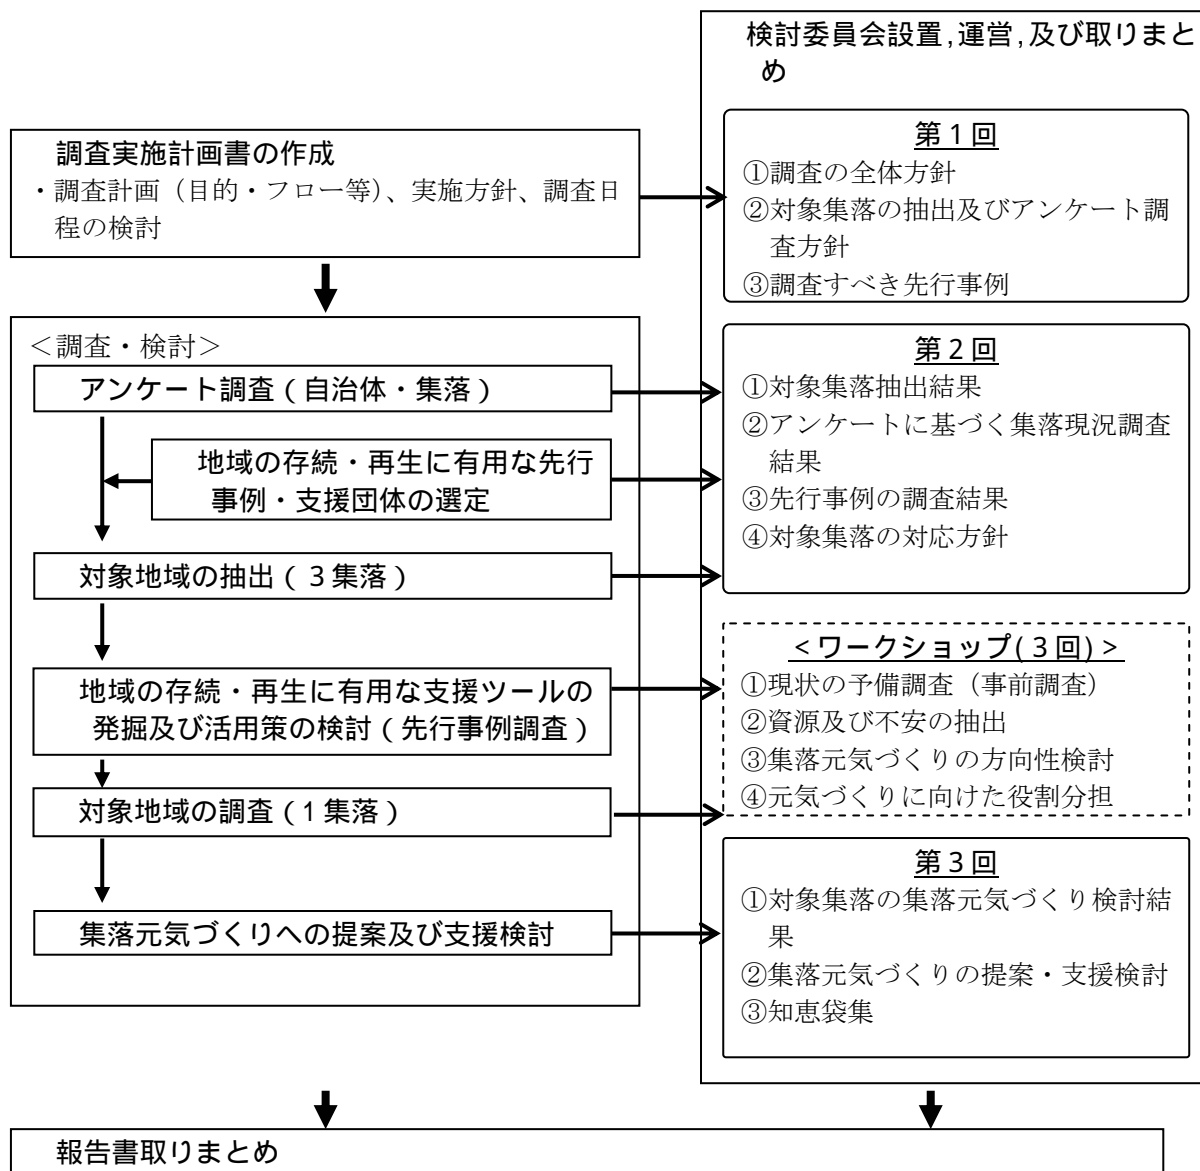 検討委員会設置,運営,及び取りまと
め
調査実施計画書の作成
・調査計画（目的・フロー等）、実施方針、調査日
程の検討
第1回
①調査の全体方針
②対象集落の抽出及びアンケート調
査方針
③調査すべき先行事例
＜調査・検討＞
アンケート調査(自治体・集落)
地域の存続・再生に有用な先行
事例・支援団体の選定
対象地域の抽出(3集落)
地域の存続・再生に有用な支援ツールの
発掘及び活用策の検討(先行事例調査)
対象地域の調査(1集落)
集落元気づくりへの提案及び支援検討
第2回
①対象集落抽出結果
②アンケートに基づく集落現況調査
結果
③先行事例の調査結果
④対象集落の対応方針
<ワークショップ(3回)>
①現状の予備調査（事前調査）
②資源及び不安の抽出
③集落元気づくりの方向性検討
④元気づくりに向けた役割分担
第3回
①対象集落の集落元気づくり検討結
果
②集落元気づくりの提案・支援検討
③知恵袋集
報告書取りまとめ